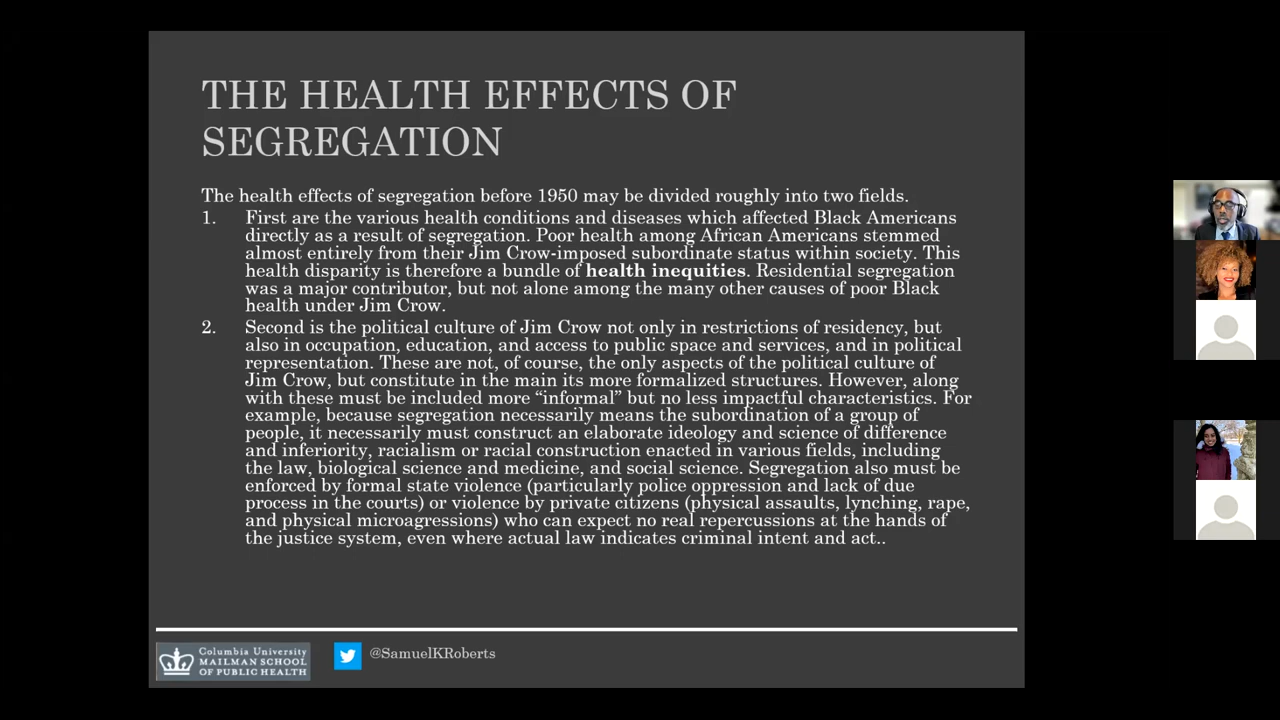 THE HEALTH EFFECTS OF
SEGREGATION
The health effects of segregation before 1950 may be divided roughly into two fields.
1. First are the various health conditions and diseases which affected Black Americans
directly as a result of segregation. Poor health among African Americans stemmed
almost entirely from their Jim Crow-imposed subordinate status within society. This
health disparity is therefore a bundle of health inequities. Residential segregation
was a major contributor, but not alone among the many other causes of poor Black
health under Jim Crow.
2. Second is the political culture of Jim Crow not only in restrictions of residency, but
also in occupation, education, and access to public space and services, and in political
representation. These are not, of course, the only aspects of the political culture of
Jim Crow, but constitute in the main its more formalized structures. However, along
with these must be included more “informal” but no less impactful characteristics. For
example, because segregation necessarily means the subordination of a group of
people, it necessarily must construct an elaborate ideology and science of difference
and inferiority, racialism or racial construction enacted in various fields, including
the law, biological science and medicine, and social science. Segregation also must be
enforced by formal state violence (particularly police oppression and lack of due
process in the courts) or violence by private citizens (physical assaults, lynching, rape,
and physical microagressions) who can expect no real repercussions at the hands of
the justice system, even where actual law indicates criminal intent and act..
Columbia University
MAILMAN SCHOOL
OF PUBLIC HEALTH
@SamuelKRoberts